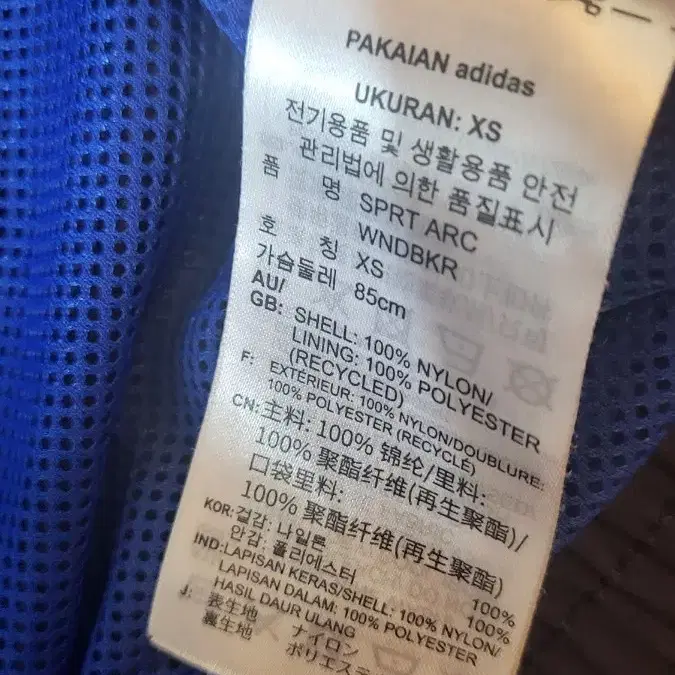 PAKAIAN adidas
UKURAN: XS
전기용품 및 생활용품 안전
관리법에 의한 품질표시
품 명 SPRT ARC
WNDBKR
호 칭 XS
가슴둘레 85cm
AU/
GB: SHELL: 100% NYLON/
LINING: 100% POLYESTER
(RECYCLED)
F: EXTÉRIEUR: 100% NYLON/DOUBLURE:
100% POLYESTER (RECYCLÉ)
CN: 主料: 100% 锦纶/里料:
100% 聚酯纤维(再生聚酯)/
口袋里料:
100% 聚酯纤维(再生聚酯)
KOR: 겉감: 나일론 100%
안감: 폴리에스터 100%
IND: LAPISAN KERAS/SHELL: 100% NYLON/
LAPISAN DALAM: 100% POLYESTER
HASIL DAUR ULANG
J: 表生地 ナイロン
裏生地 ポリエステ